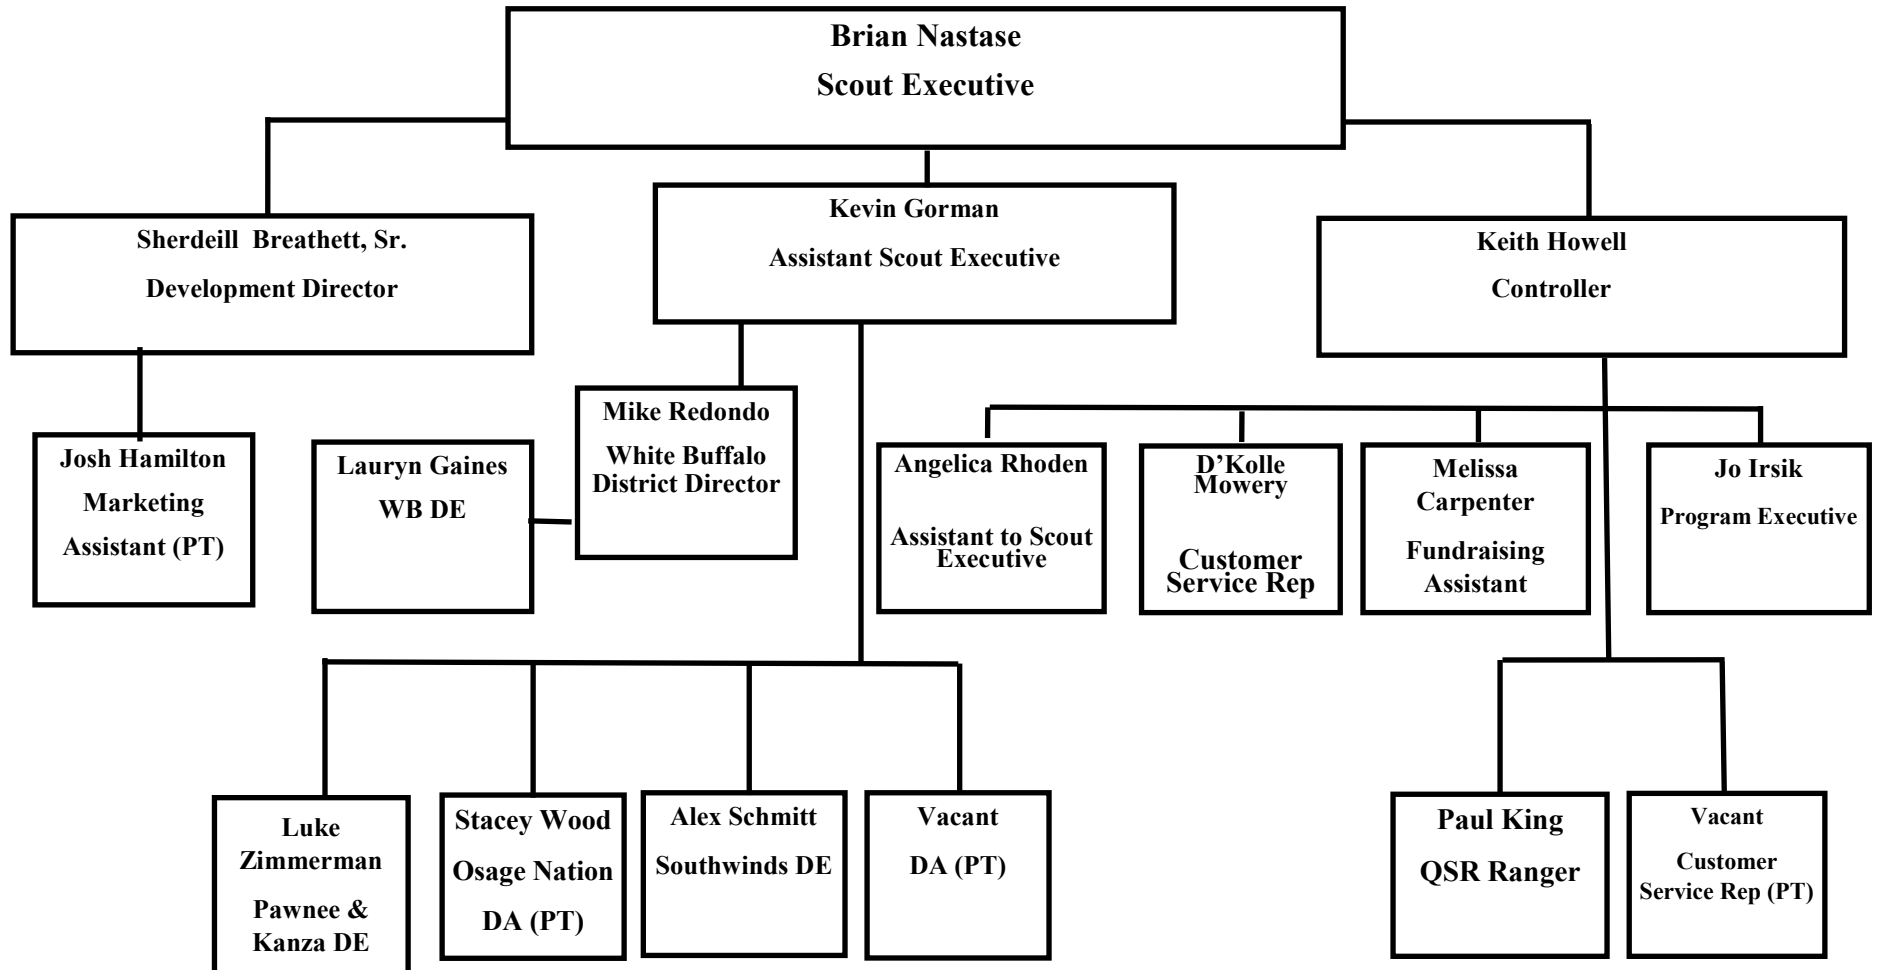 Brian Nastase
Scout Executive
Sherdeill Breathett, Sr.
Development Director
Kevin Gorman
Assistant Scout Executive
Keith Howell
Controller
Josh Hamilton
Marketing
Assistant (PT)
Lauryn Gaines
WB DE
Mike Redondo
White Buffalo
District Director
Angelica Rhoden
Assistant to Scout
Executive
D’Kolle
Mowery
Customer
Service Rep
Melissa
Carpenter
Fundraising
Assistant
Jo Irsik
Program Executive
Luke
Zimmerman
Pawnee &
Kanza DE
Stacey Wood
Osage Nation
DA (PT)
Alex Schmitt
Southwinds DE
Vacant
DA (PT)
Paul King
QSR Ranger
Vacant
Customer
Service Rep (PT)